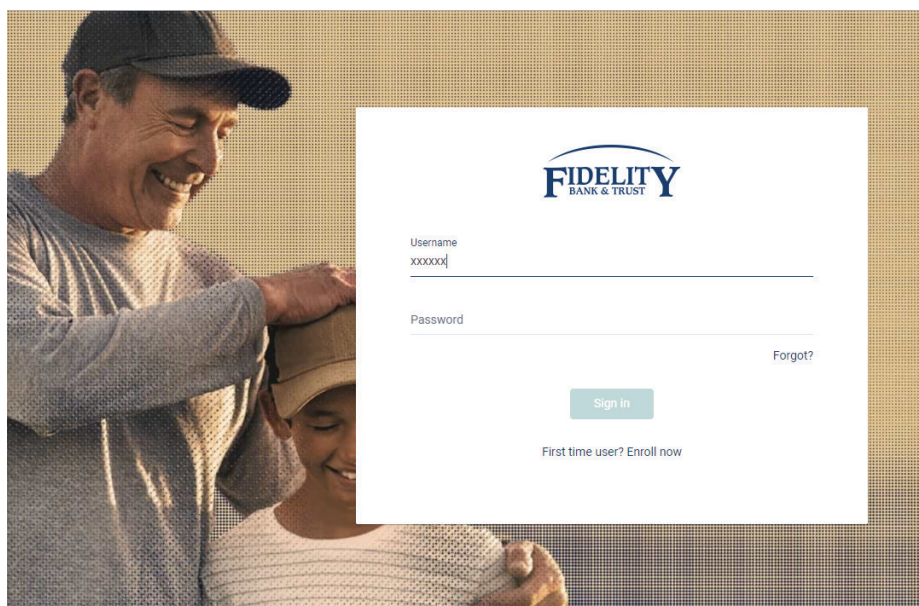 FIDELITY
BANK & TRUST
Username
xxxxxx
Password
Forgot?
Sign in
First time user? Enroll now